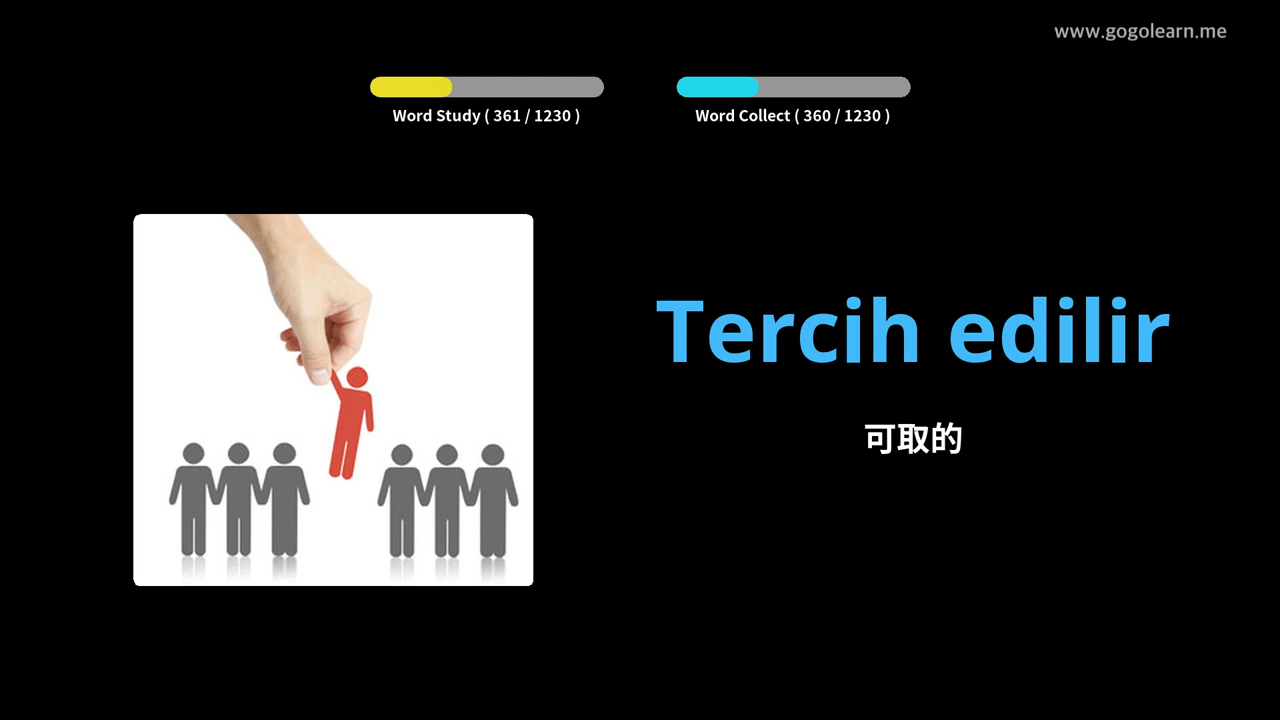 www.gogolearn.me
Word Study ( 361 / 1230 )
Word Collect ( 360 / 1230 )
Tercih edilir
可取的